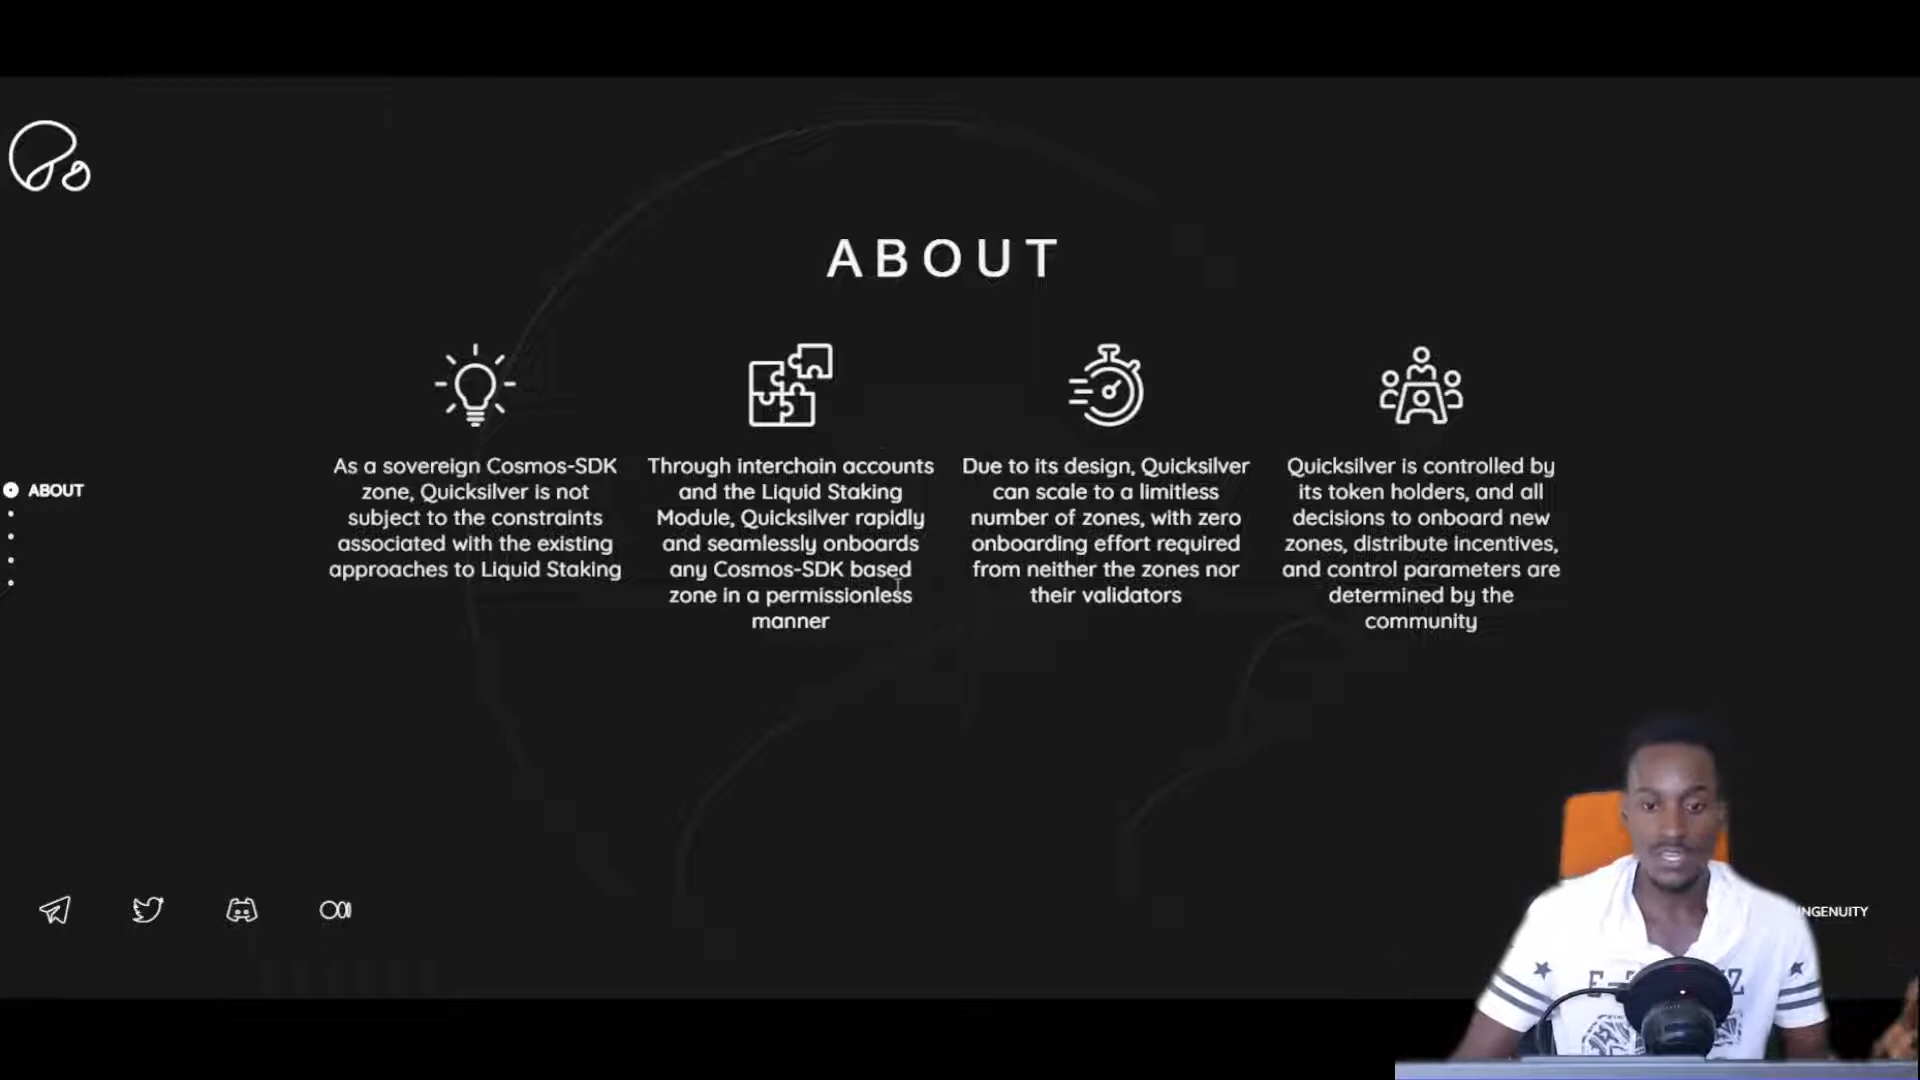 ABOUT
As a sovereign Cosmos-SDK
zone, Quicksilver is not
subject to the constraints
associated with the existing
approaches to Liquid Staking
Through interchain accounts
and the Liquid Staking
Module, Quicksilver rapidly
and seamlessly onboards
any Cosmos-SDK based
zone in a permissionless
manner
Due to its design, Quicksilver
can scale to a limitless
number of zones, with zero
onboarding effort required
from neither the zones nor
their validators
Quicksilver is controlled by
its token holders, and all
decisions to onboard new
zones, distribute incentives,
and control parameters are
determined by the
community
ABOUT
INGENUITY